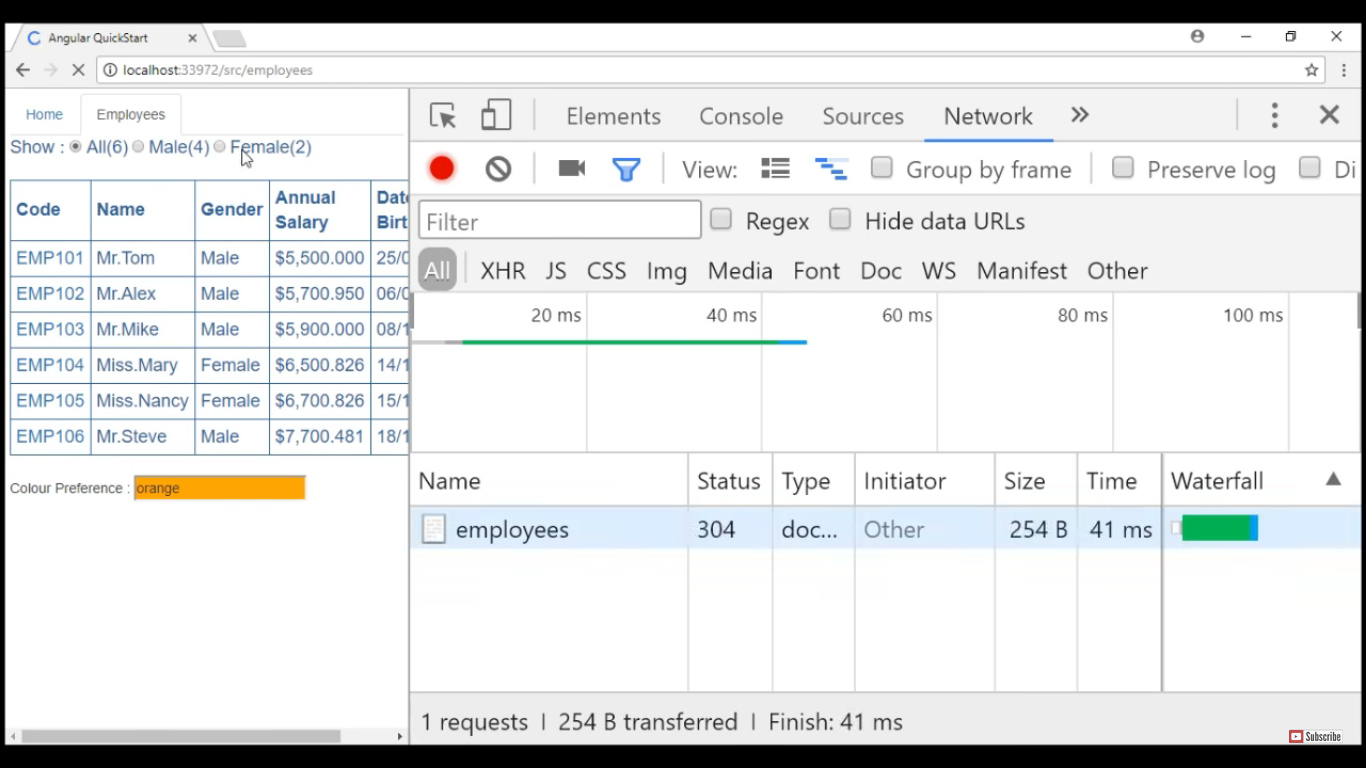 Angular QuickStart
localhost:33972/src/employees
Home Employees
Show : All(6) Male(4) Female(2)
Code Name Gender Annual Salary Date Birt
EMP101 Mr.Tom Male $5,500.000 25/0
EMP102 Mr.Alex Male $5,700.950 06/0
EMP103 Mr.Mike Male $5,900.000 08/1
EMP104 Miss.Mary Female $6,500.826 14/1
EMP105 Miss.Nancy Female $6,700.826 15/1
EMP106 Mr.Steve Male $7,700.481 18/1
Colour Preference : orange
Elements Console Sources Network
View: Group by frame Preserve log Di
Filter Regex Hide data URLs
All XHR JS CSS Img Media Font Doc WS Manifest Other
20 ms 40 ms 60 ms 80 ms 100 ms
Name Status Type Initiator Size Time Waterfall
employees 304 doc... Other 254 B 41 ms
1 requests | 254 B transferred | Finish: 41 ms
Subscribe